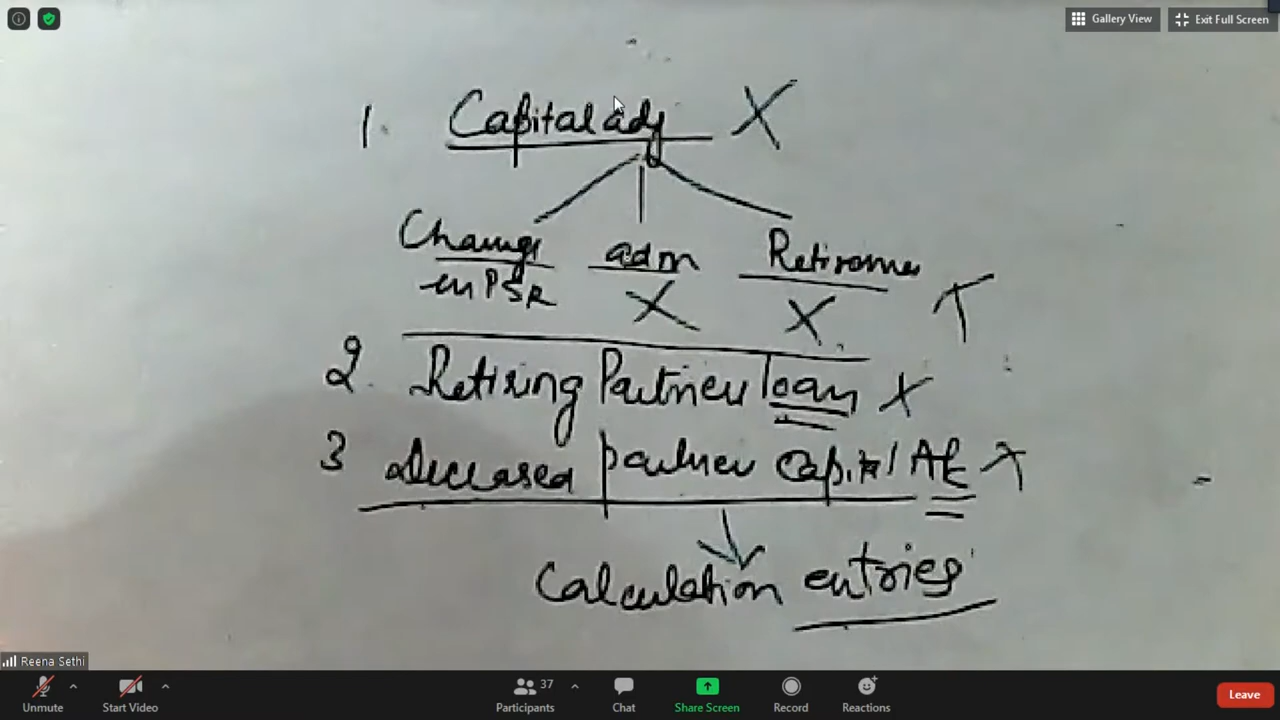 Gallery View
Exit Full Screen
1. Capital adj X
Change adm Retireme
in PSR X X
2. Retiring Partner loan X
3 Deceased partner Capital A/c X
Calculation entries
Reena Sethi
Unmute
Start Video
37
Participants
Chat
Share Screen
Record
Reactions
Leave